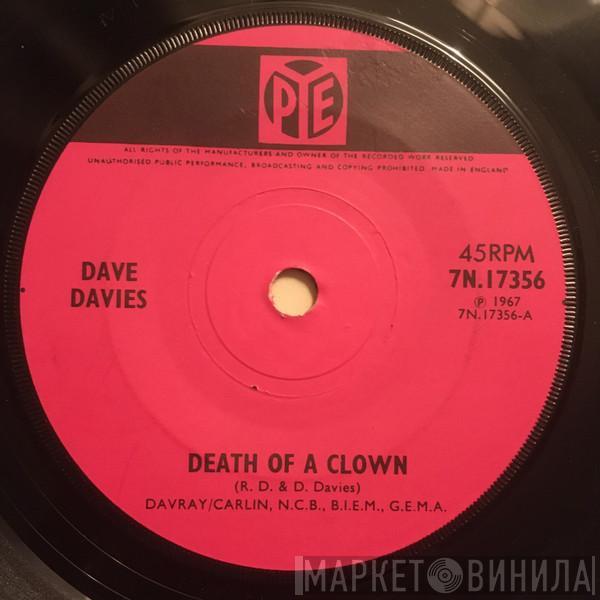 PYE
ALL RIGHTS OF THE MANUFACTURERS AND OWNER OF THE RECORDED WORK RESERVED
UNAUTHORISED PUBLIC PERFORMANCE, BROADCASTING AND COPYING PROHIBITED. MADE IN ENGLAND
DAVE
DAVIES
45RPM
7N.17356
℗ 1967
7N.17356-A
DEATH OF A CLOWN
(R. D. & D. Davies)
DAVRAY/CARLIN, N.C.B., B.I.E.M., G.E.M.A.
МАРКЕТ ВИНИЛА